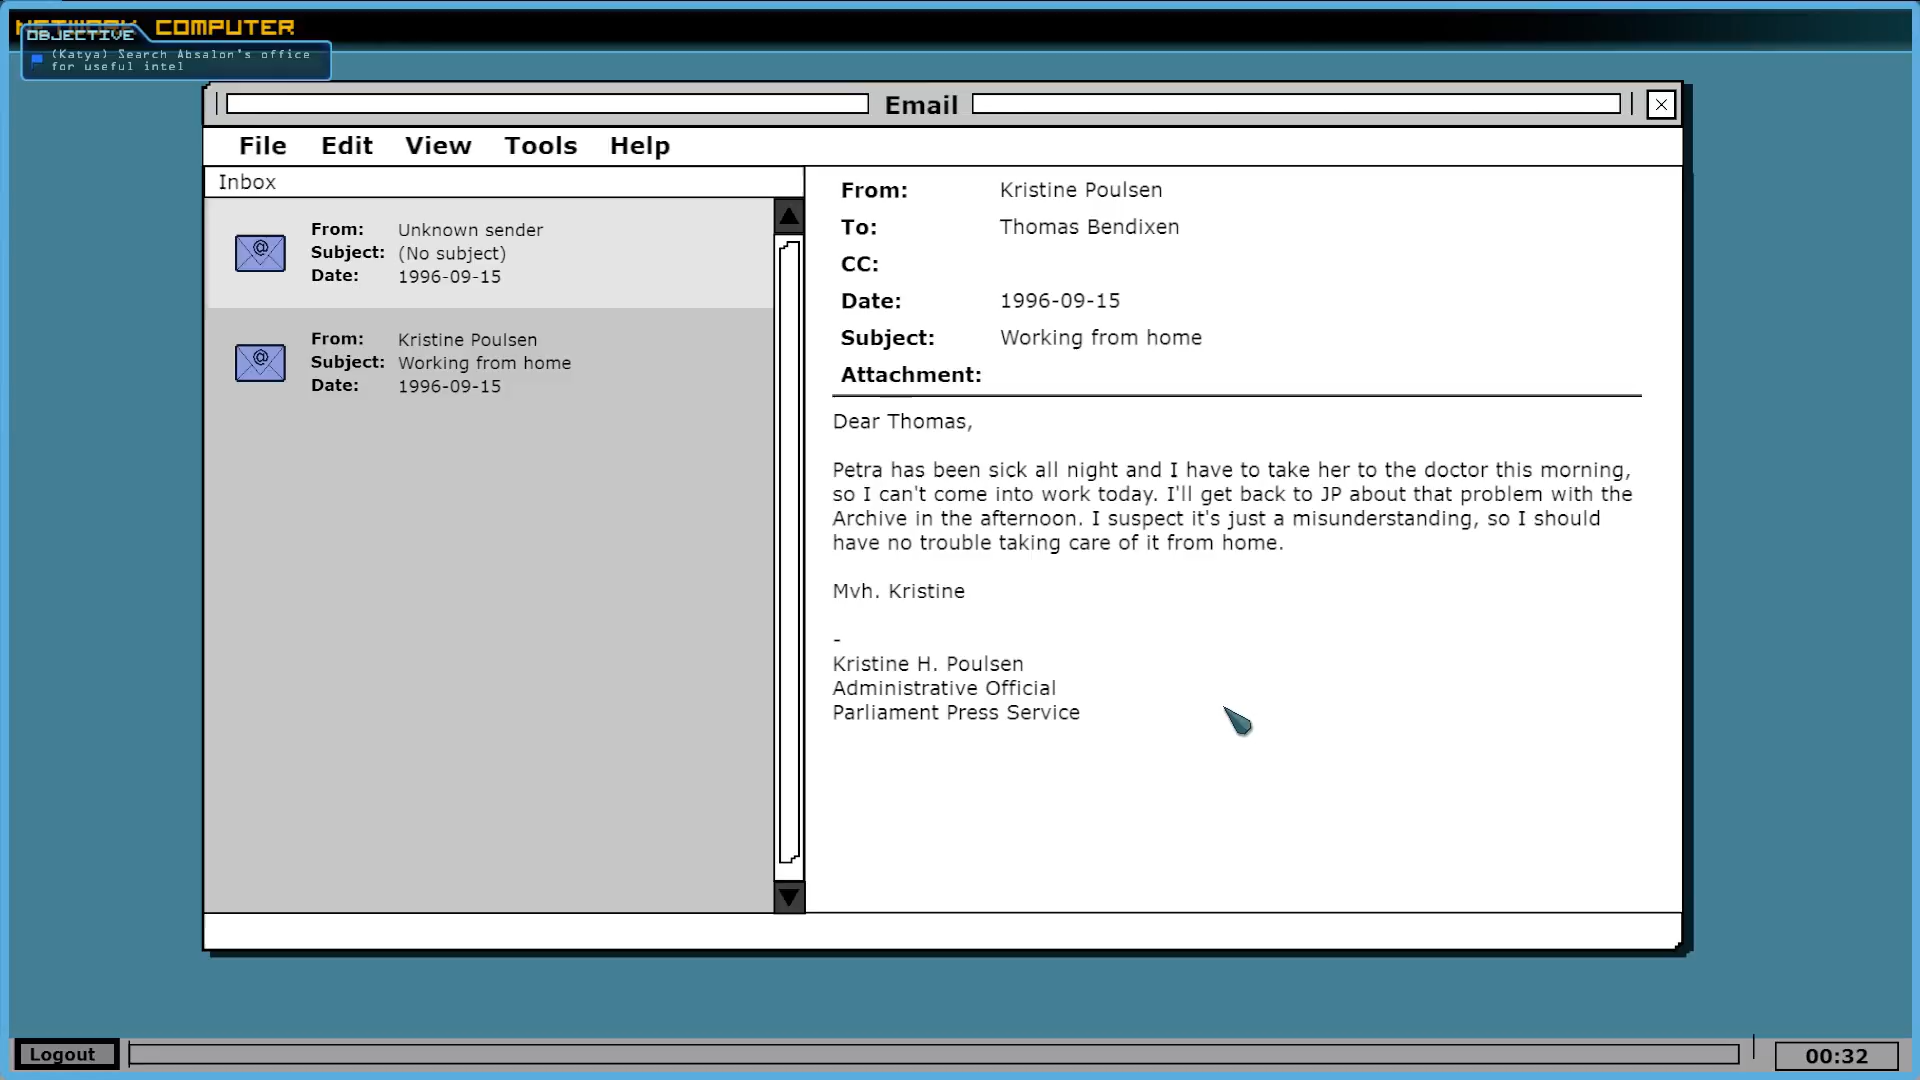 NETWORK COMPUTER
OBJECTIVE
(Katya) Search Absalon's office
for useful intel
Email
File Edit View Tools Help
Inbox
From: Unknown sender
Subject: (No subject)
Date: 1996-09-15
From: Kristine Poulsen
Subject: Working from home
Date: 1996-09-15
From: Kristine Poulsen
To: Thomas Bendixen
CC:
Date: 1996-09-15
Subject: Working from home
Attachment:
Dear Thomas,
Petra has been sick all night and I have to take her to the doctor this morning,
so I can't come into work today. I'll get back to JP about that problem with the
Archive in the afternoon. I suspect it's just a misunderstanding, so I should
have no trouble taking care of it from home.
Mvh. Kristine
-
Kristine H. Poulsen
Administrative Official
Parliament Press Service
Logout
00:32